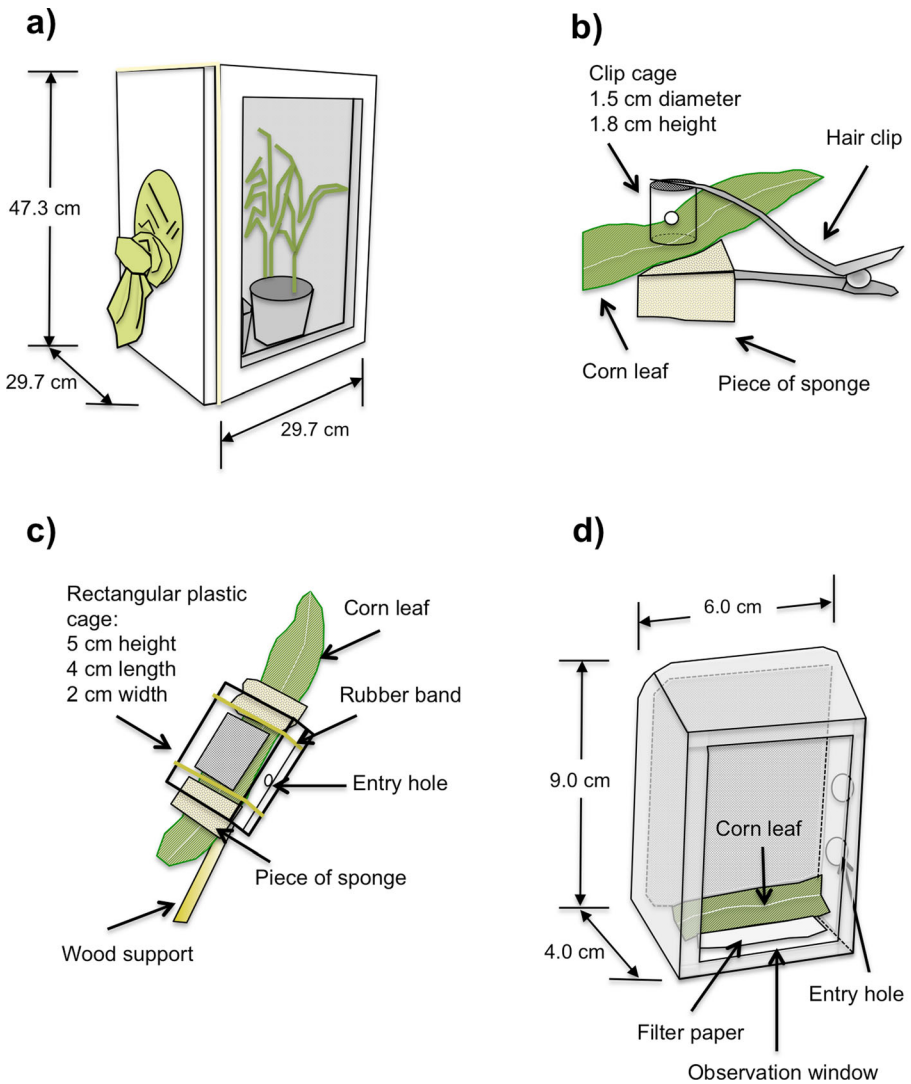 a)
47.3 cm
29.7 cm
29.7 cm
b)
Clip cage
1.5 cm diameter
1.8 cm height
Hair clip
Corn leaf
Piece of sponge
c)
Rectangular plastic
cage:
5 cm height
4 cm length
2 cm width
Corn leaf
Rubber band
Entry hole
Piece of sponge
Wood support
d)
6.0 cm
9.0 cm
Corn leaf
4.0 cm
Entry hole
Filter paper
Observation window